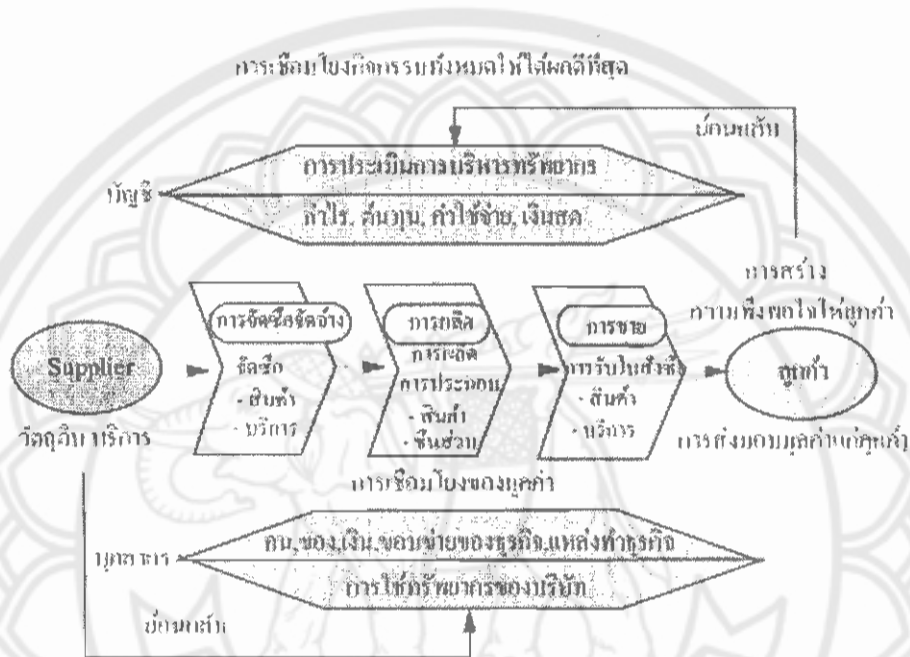 การเชื่อมโยงกิจกรรมทั้งหมดให้ได้ผลดีที่สุด
ป้อนกลับ
การประเมินการบริหารทรัพยากร
บัญชี
กำไร, ต้นทุน, ค่าใช้จ่าย, เงินสด
การสร้าง
ความพึงพอใจให้ลูกค้า
การจัดซื้อจัดจ้าง
การผลิต
การขาย
Supplier
จัดซื้อ
- สินค้า
- บริการ
การผลิต
การประกอบ
- สินค้า
- ชิ้นส่วน
การรับใบสั่งซื้อ
- สินค้า
- บริการ
ลูกค้า
วัตถุดิบ บริการ
การส่งมอบมูลค่าแก่ลูกค้า
การเชื่อมโยงของมูลค่า
คน,ของ,เงิน,ขอบข่ายของธุรกิจ,แหล่งทำธุรกิจ
บุคลากร
การใช้ทรัพยากรของบริษัท
ป้อนกลับ